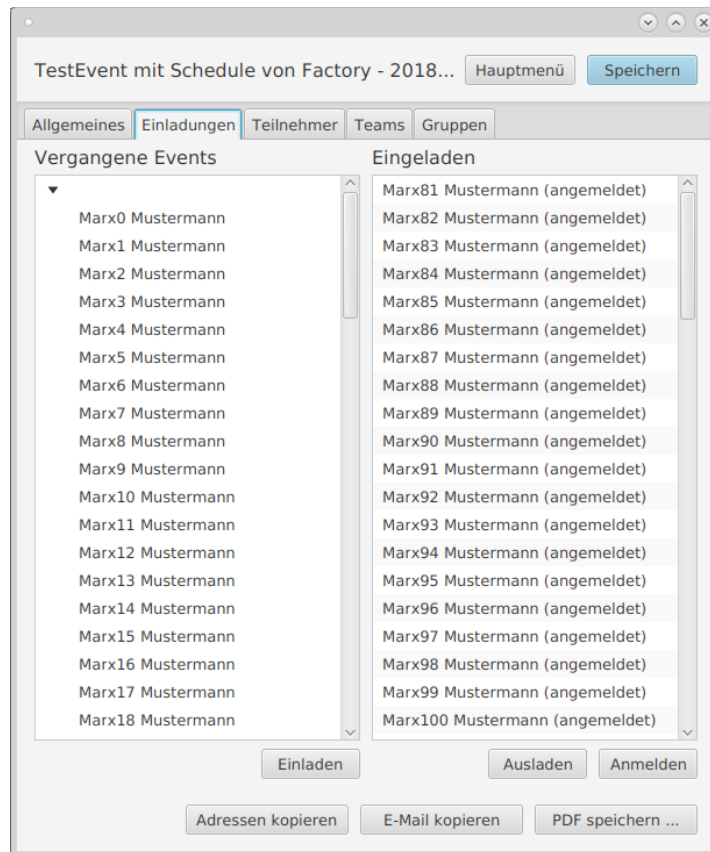 TestEvent mit Schedule von Factory - 2018...
Hauptmenü
Speichern
Allgemeines
Einladungen
Teilnehmer
Teams
Gruppen
Vergangene Events
Marx0 Mustermann
Marx1 Mustermann
Marx2 Mustermann
Marx3 Mustermann
Marx4 Mustermann
Marx5 Mustermann
Marx6 Mustermann
Marx7 Mustermann
Marx8 Mustermann
Marx9 Mustermann
Marx10 Mustermann
Marx11 Mustermann
Marx12 Mustermann
Marx13 Mustermann
Marx14 Mustermann
Marx15 Mustermann
Marx16 Mustermann
Marx17 Mustermann
Marx18 Mustermann
Einladen
Eingeladen
Marx81 Mustermann (angemeldet)
Marx82 Mustermann (angemeldet)
Marx83 Mustermann (angemeldet)
Marx84 Mustermann (angemeldet)
Marx85 Mustermann (angemeldet)
Marx86 Mustermann (angemeldet)
Marx87 Mustermann (angemeldet)
Marx88 Mustermann (angemeldet)
Marx89 Mustermann (angemeldet)
Marx90 Mustermann (angemeldet)
Marx91 Mustermann (angemeldet)
Marx92 Mustermann (angemeldet)
Marx93 Mustermann (angemeldet)
Marx94 Mustermann (angemeldet)
Marx95 Mustermann (angemeldet)
Marx96 Mustermann (angemeldet)
Marx97 Mustermann (angemeldet)
Marx98 Mustermann (angemeldet)
Marx99 Mustermann (angemeldet)
Marx100 Mustermann (angemeldet)
Ausladen
Anmelden
Adressen kopieren
E-Mail kopieren
PDF speichern ...